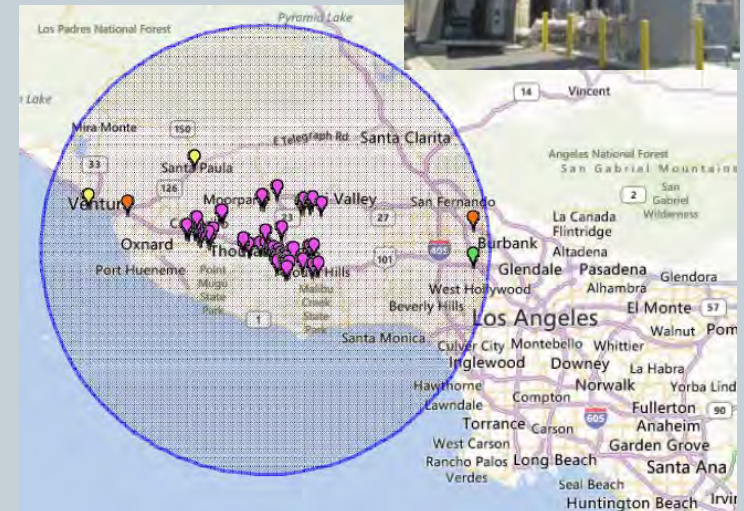 Pyramid Lake
Los Padres National Forest
Lake
14
Vincent
Mira Monte
150
E Telegraph Rd
Santa Clarita
33
Santa Paula
126
Angeles National Forest
San Gabriel Mountains
2
San
Gabriel
Wilderness
Ventur
Moorpar
Valley
San Fernando
23
27
La Canada
Flintridge
Oxnard
Thous
405
Burbank
Altadena
101
Hills
Glendale
Pasadena
Glendora
Port Hueneme
Point
Mugu
State
Park
Malibu
Creek
State
Park
West Hollywood
Alhambra
Beverly Hills
El Monte
57
1
Los Angeles
Walnut
Pom
Santa Monica
Culver City
Montebello
Whittier
Inglewood
Downey
La Habra
Hawthorne
Norwalk
Yorba Lind
Lawndale
Compton
605
Fullerton
90
Torrance
Carson
Anaheim
West Carson
Garden Grove
Rancho Palos
Verdes
Long Beach
Santa Ana
Seal Beach
Huntington Beach
Irvi